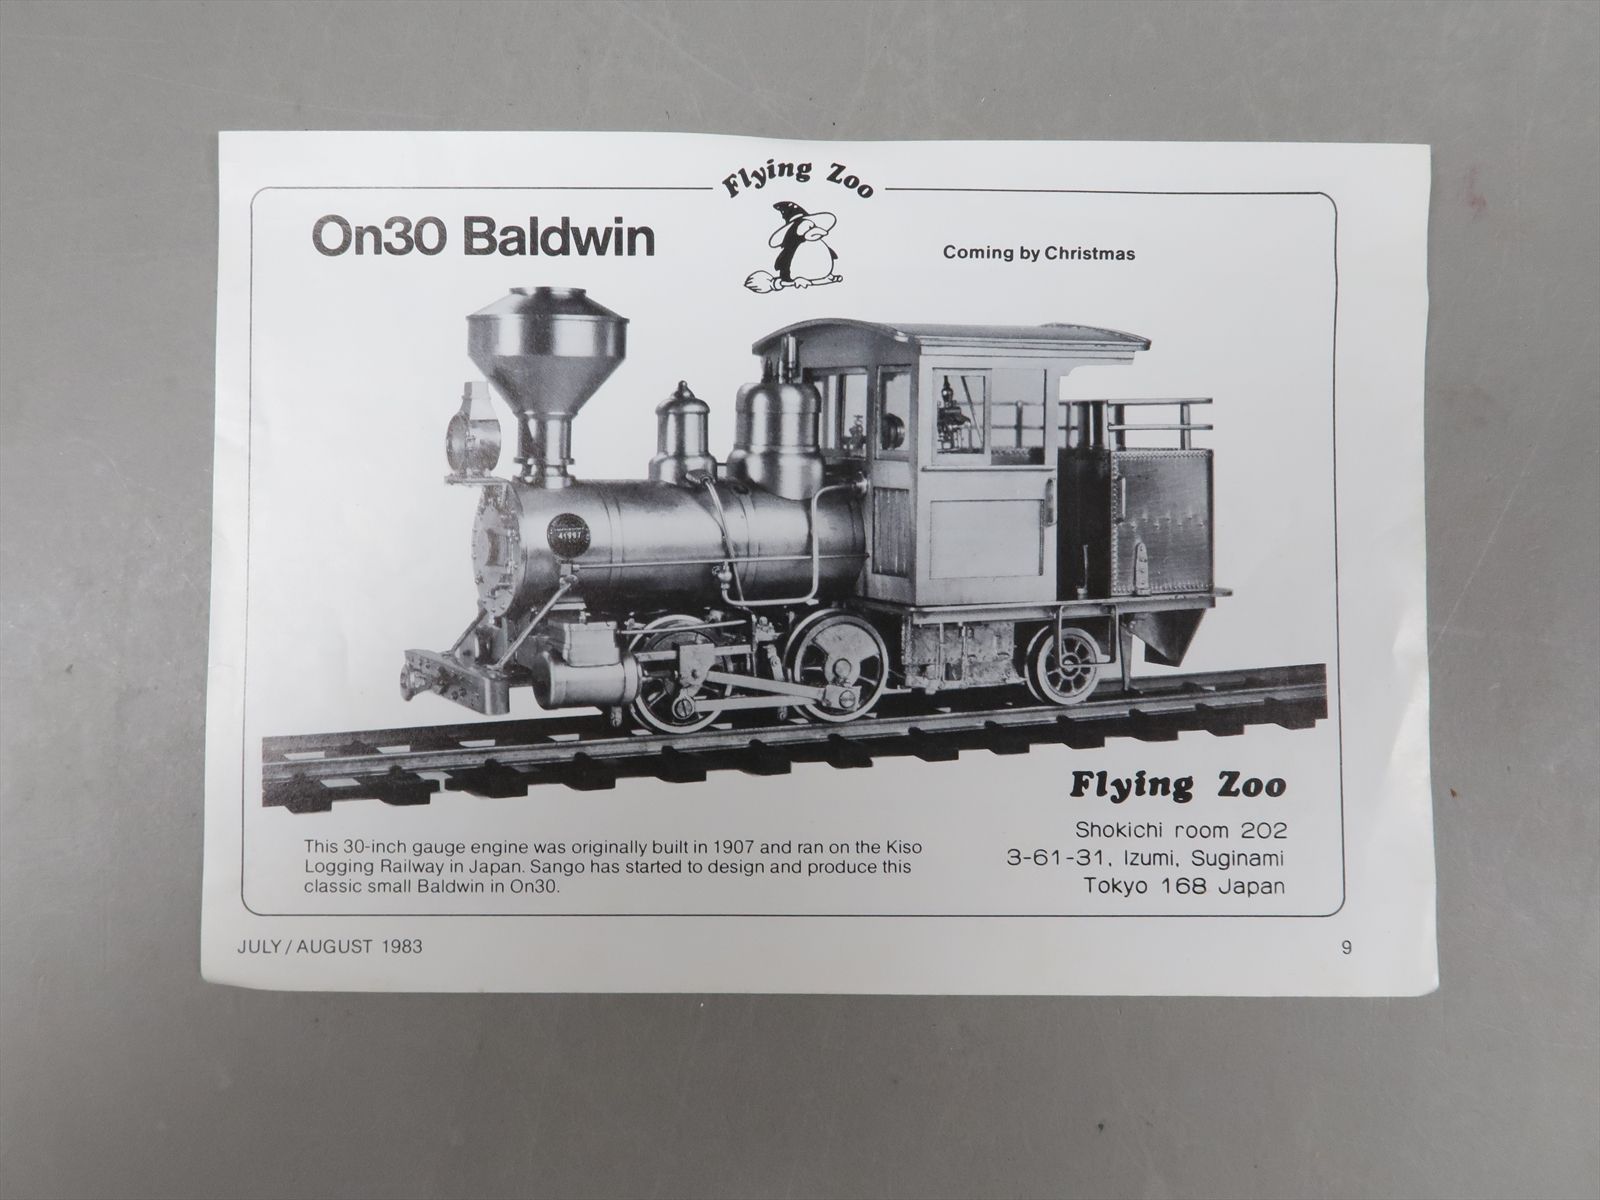 Flying Zoo
On30 Baldwin
Coming by Christmas
41997
Flying Zoo
Shokichi room 202
3-61-31, Izumi, Suginami
Tokyo 168 Japan
This 30-inch gauge engine was originally built in 1907 and ran on the Kiso
Logging Railway in Japan. Sango has started to design and produce this
classic small Baldwin in On30.
JULY/AUGUST 1983
9